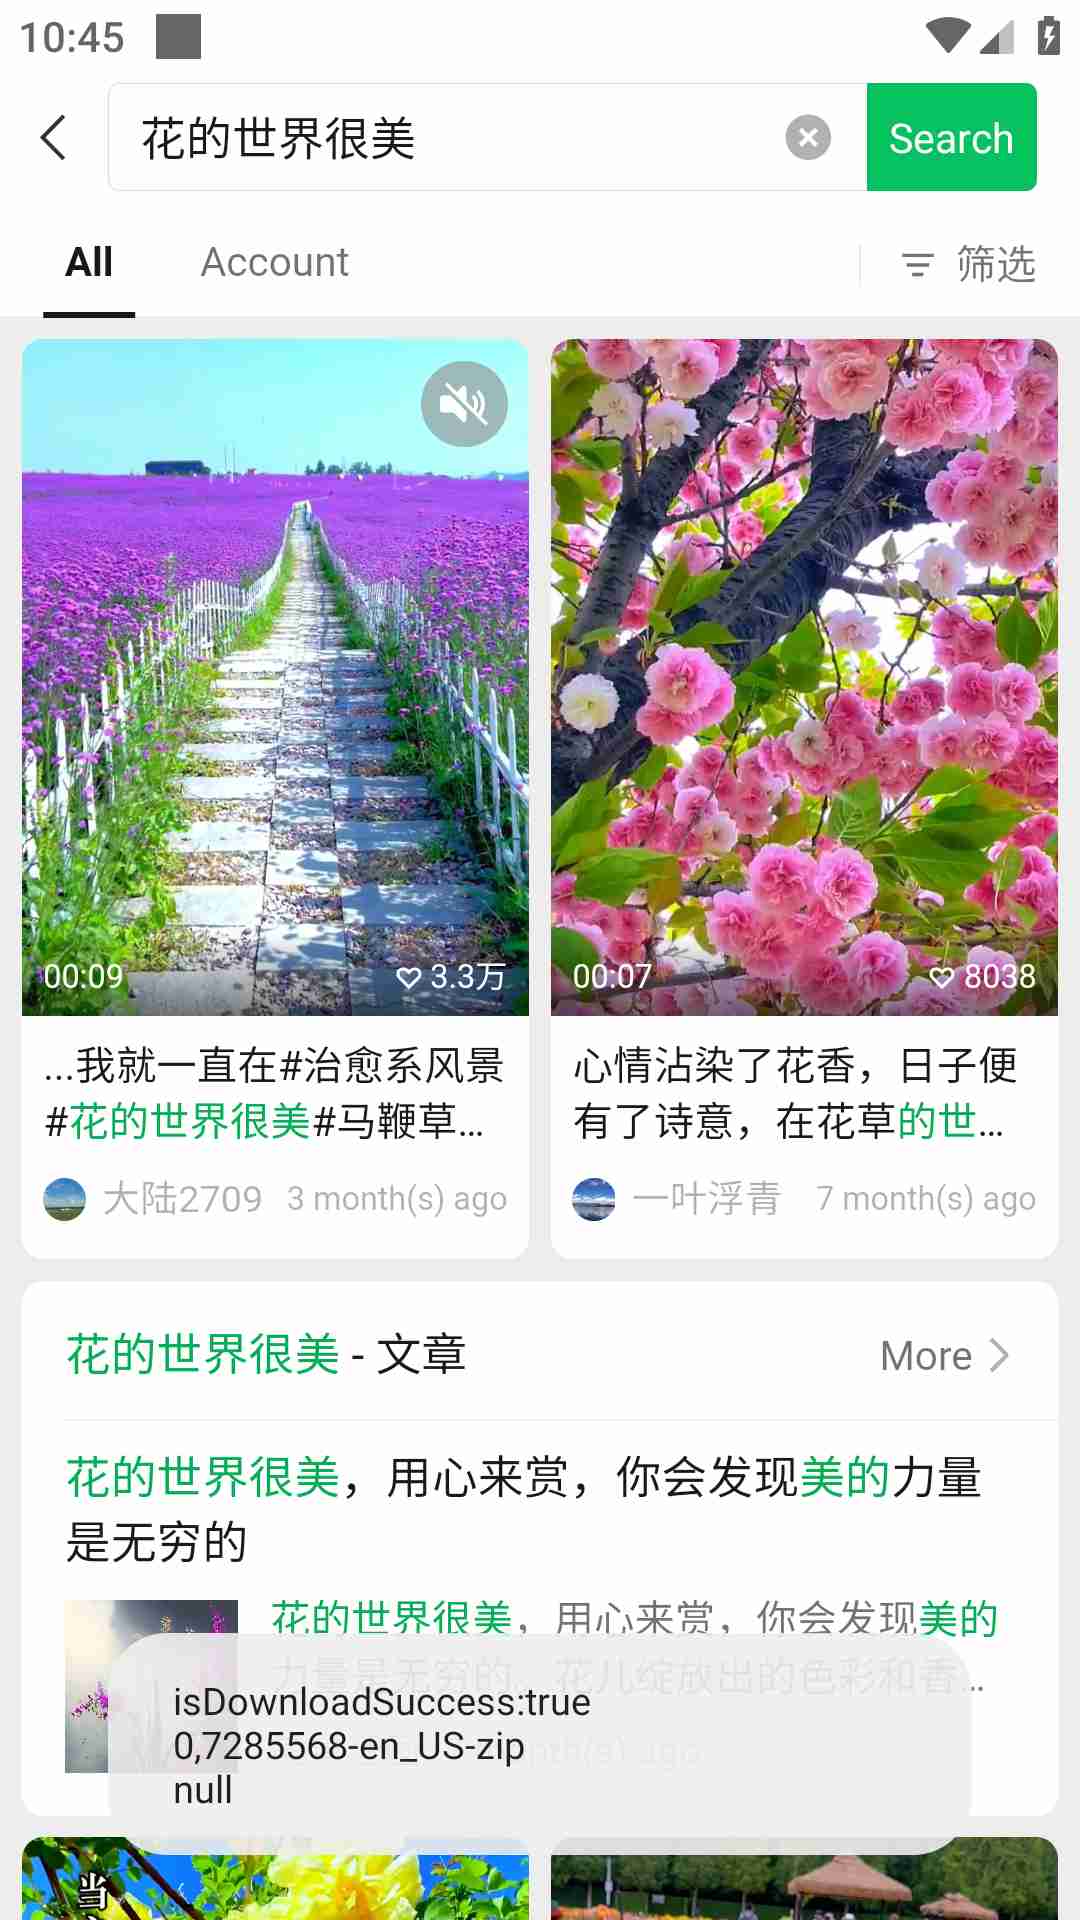 10:45
花的世界很美
Search
All
Account
筛选
00:09
3.3万
00:07
8038
...我就一直在#治愈系风景
#花的世界很美#马鞭草...
大陆2709
3 month(s) ago
心情沾染了花香，日子便
有了诗意，在花草的世...
一叶浮青
7 month(s) ago
花的世界很美 - 文章
More
花的世界很美，用心来赏，你会发现美的力量
是无穷的
花的世界很美，用心来赏，你会发现美的
力量是无穷的。花儿绽放出的色彩和香...
isDownloadSuccess:true
0,7285568-en_US-zip
null
当